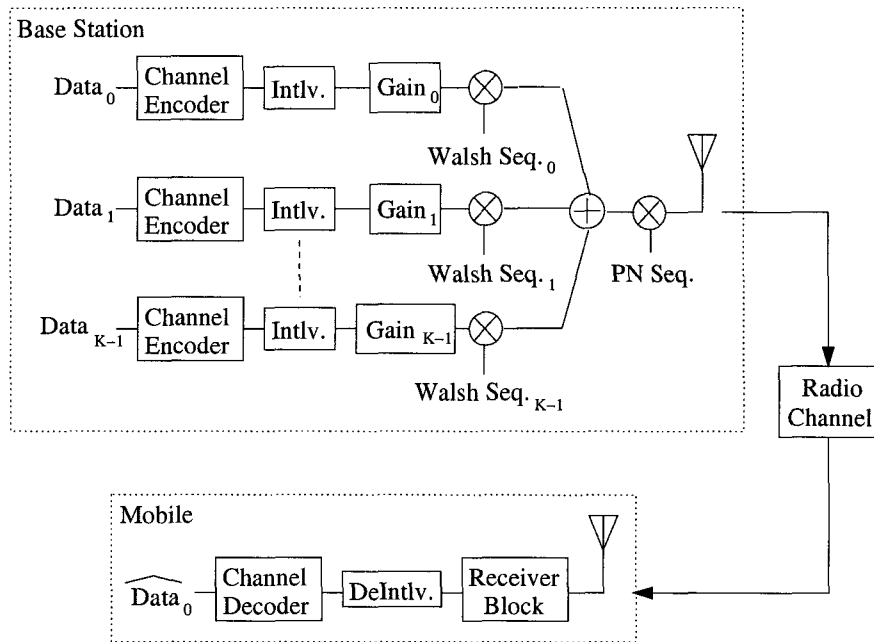 Base Station
Data 0
Channel
Encoder
Intlv.
Gain 0
Walsh Seq. 0
Data 1
Channel
Encoder
Intlv.
Gain 1
Walsh Seq. 1
PN Seq.
Data K-1
Channel
Encoder
Intlv.
Gain K-1
Walsh Seq. K-1
Radio
Channel
Mobile
Data 0
Channel
Decoder
DeIntlv.
Receiver
Block